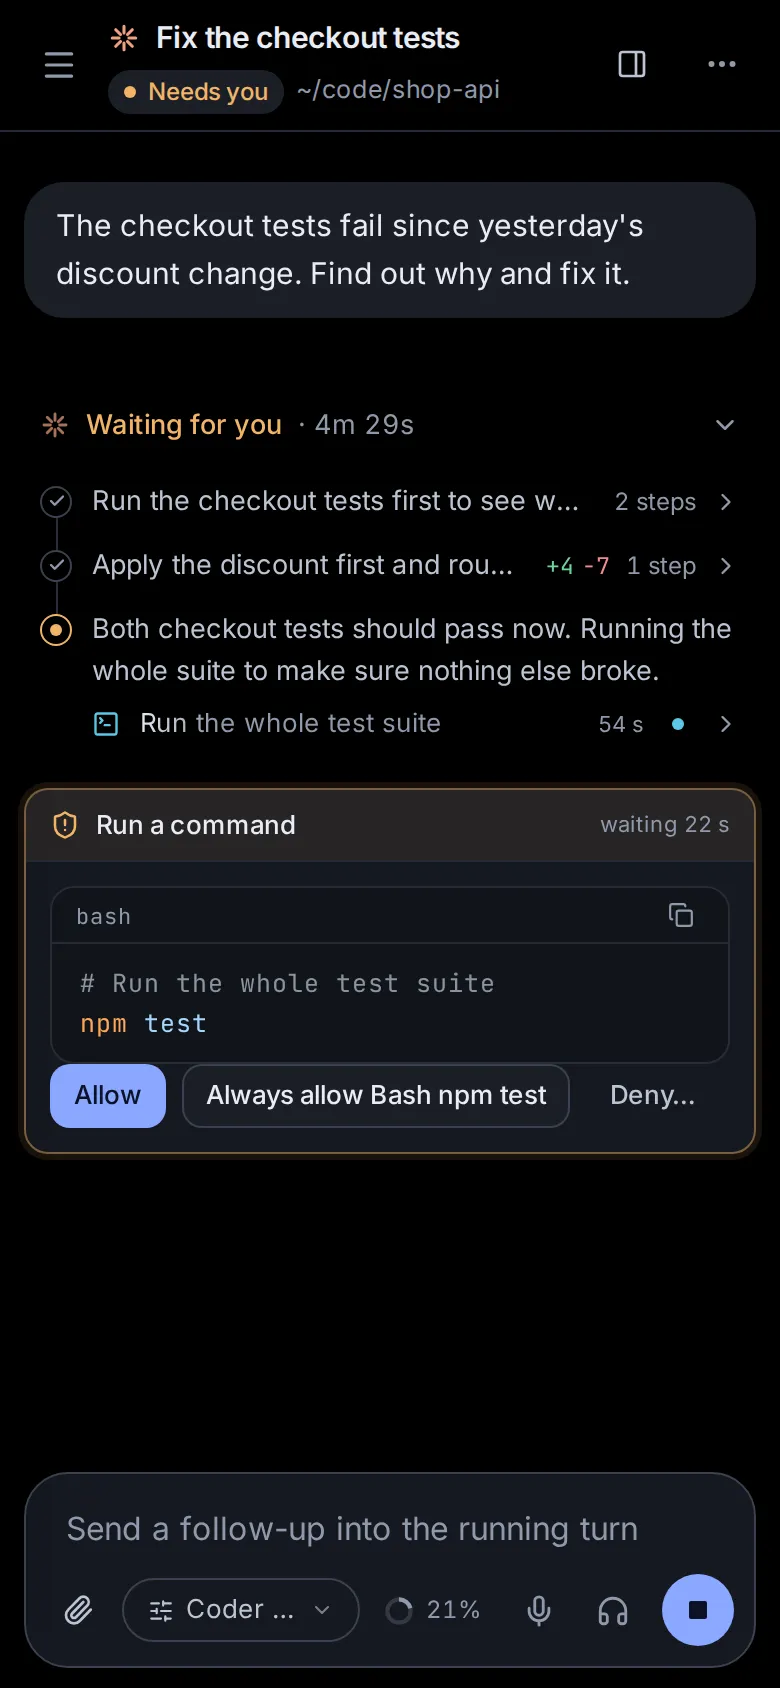 Fix the checkout tests
Needs you ~/code/shop-api
The checkout tests fail since yesterday's
discount change. Find out why and fix it.
Waiting for you · 4m 29s
Run the checkout tests first to see w... 2 steps
Apply the discount first and rou... +4 -7 1 step
Both checkout tests should pass now. Running the
whole suite to make sure nothing else broke.
Run the whole test suite 54 s
Run a command waiting 22 s
bash
# Run the whole test suite
npm test
Allow Always allow Bash npm test Deny...
Send a follow-up into the running turn
Coder ... 21%